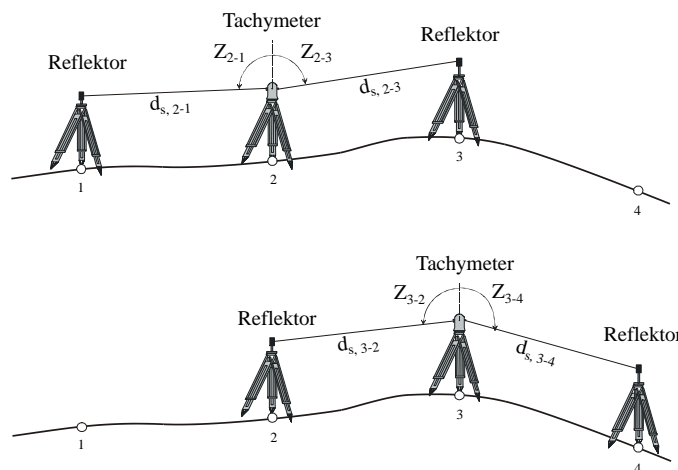 Tachymeter
Reflektor
Z2-1
Z2-3
Reflektor
ds, 2-1
ds, 2-3
1
2
3
4
Tachymeter
Z3-2
Z3-4
Reflektor
Reflektor
ds, 3-2
ds, 3-4
1
2
3
4